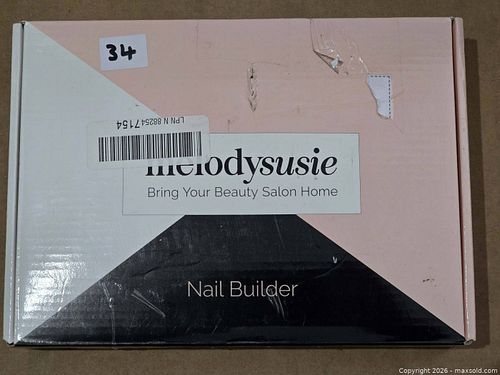 34
LPN N 882547154
melodysusie
Bring Your Beauty Salon Home
Nail Builder
Copyright 2026 - maxsold.com